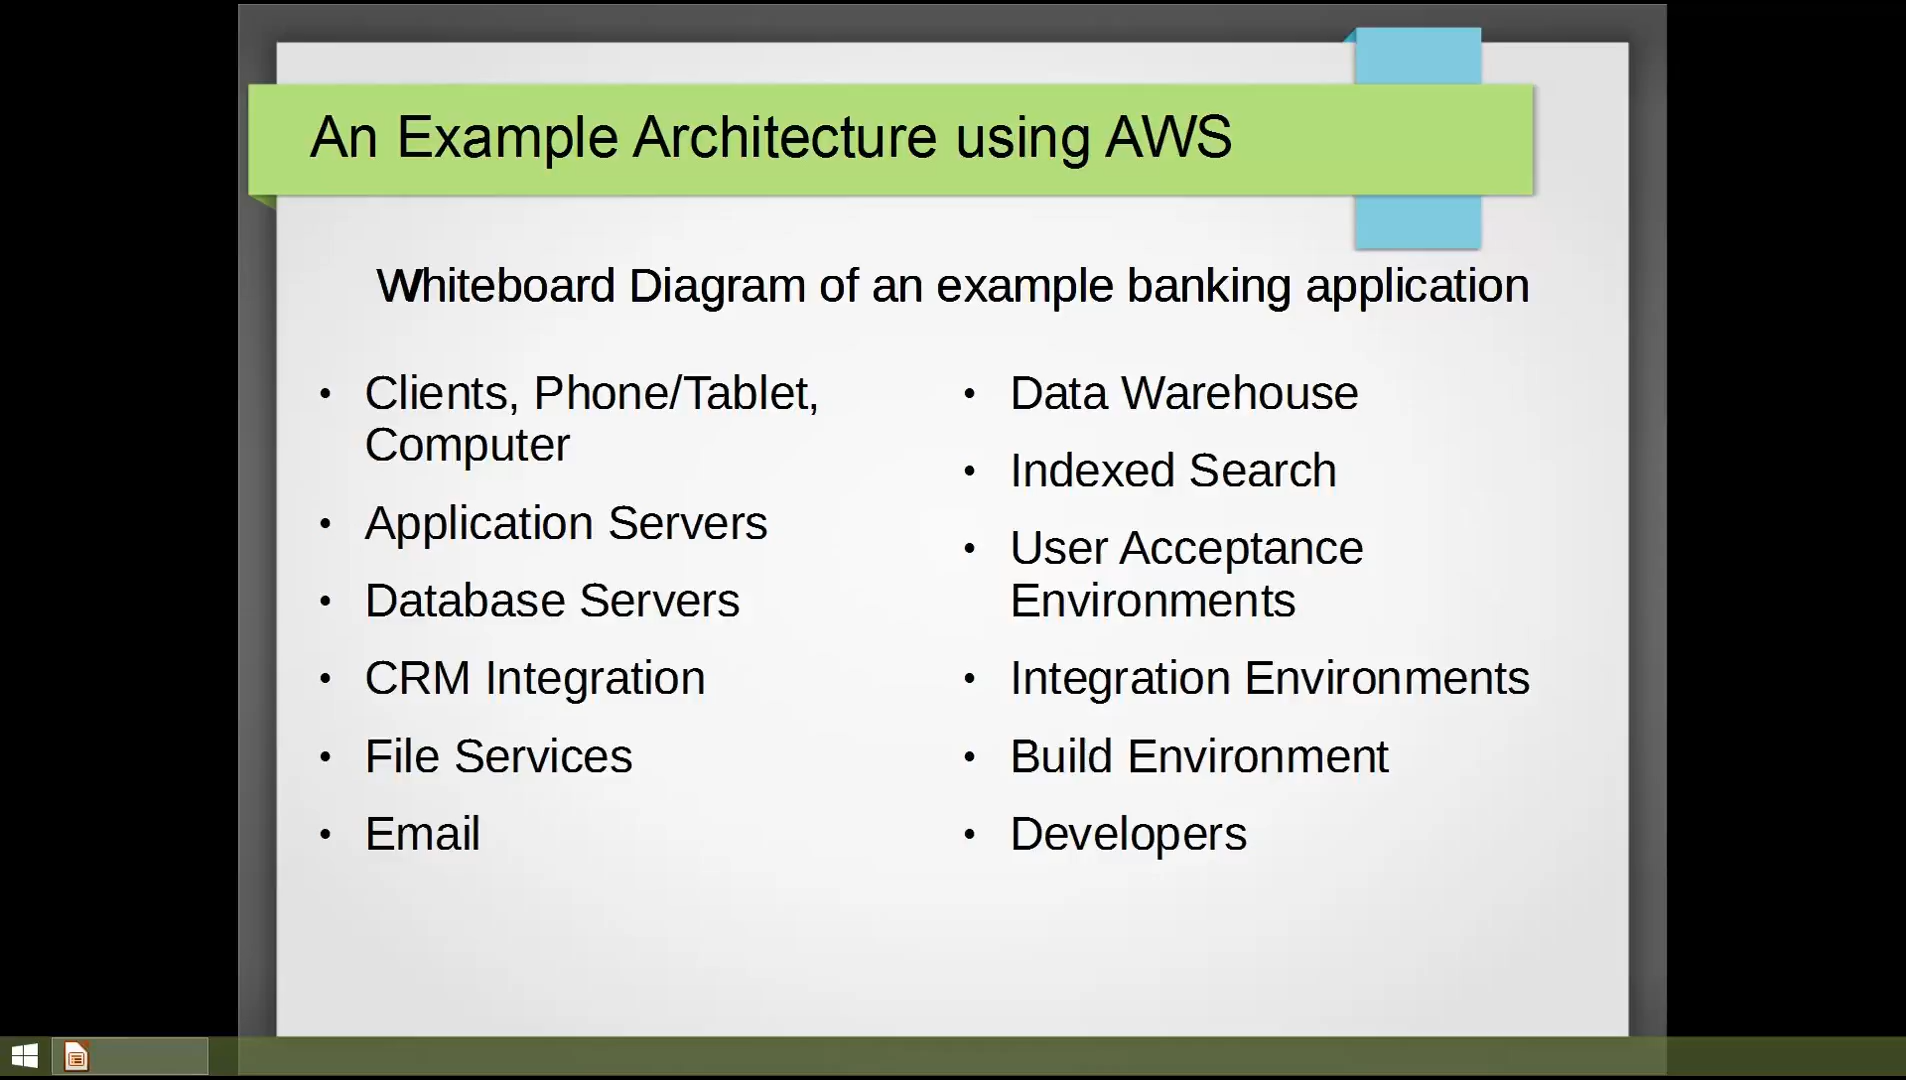 An Example Architecture using AWS
Whiteboard Diagram of an example banking application
• Clients, Phone/Tablet,
Computer
• Application Servers
• Database Servers
• CRM Integration
• File Services
• Email
• Data Warehouse
• Indexed Search
• User Acceptance
Environments
• Integration Environments
• Build Environment
• Developers